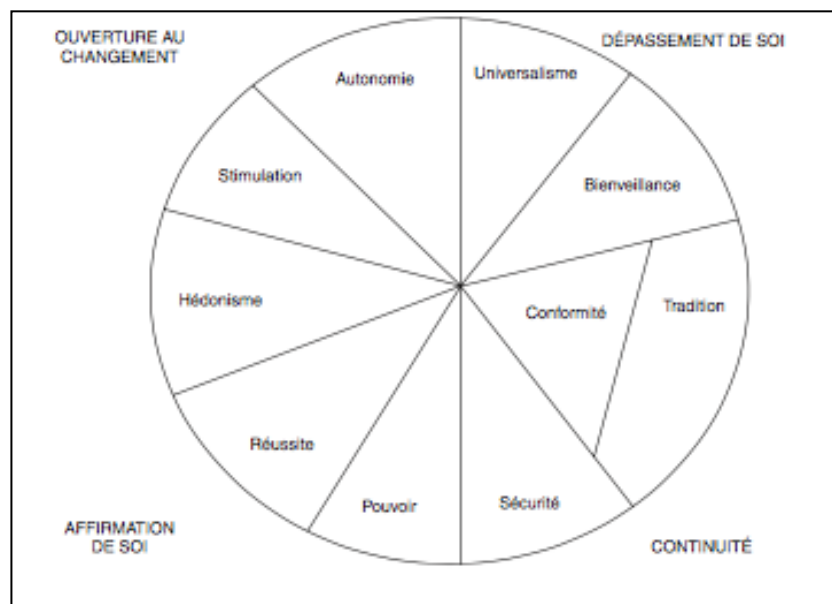 OUVERTURE AU
CHANGEMENT
DÉPASSEMENT DE SOI
Autonomie
Universalisme
Stimulation
Bienveillance
Hédonisme
Conformité
Tradition
Réussite
Pouvoir
Sécurité
AFFIRMATION
DE SOI
CONTINUITÉ